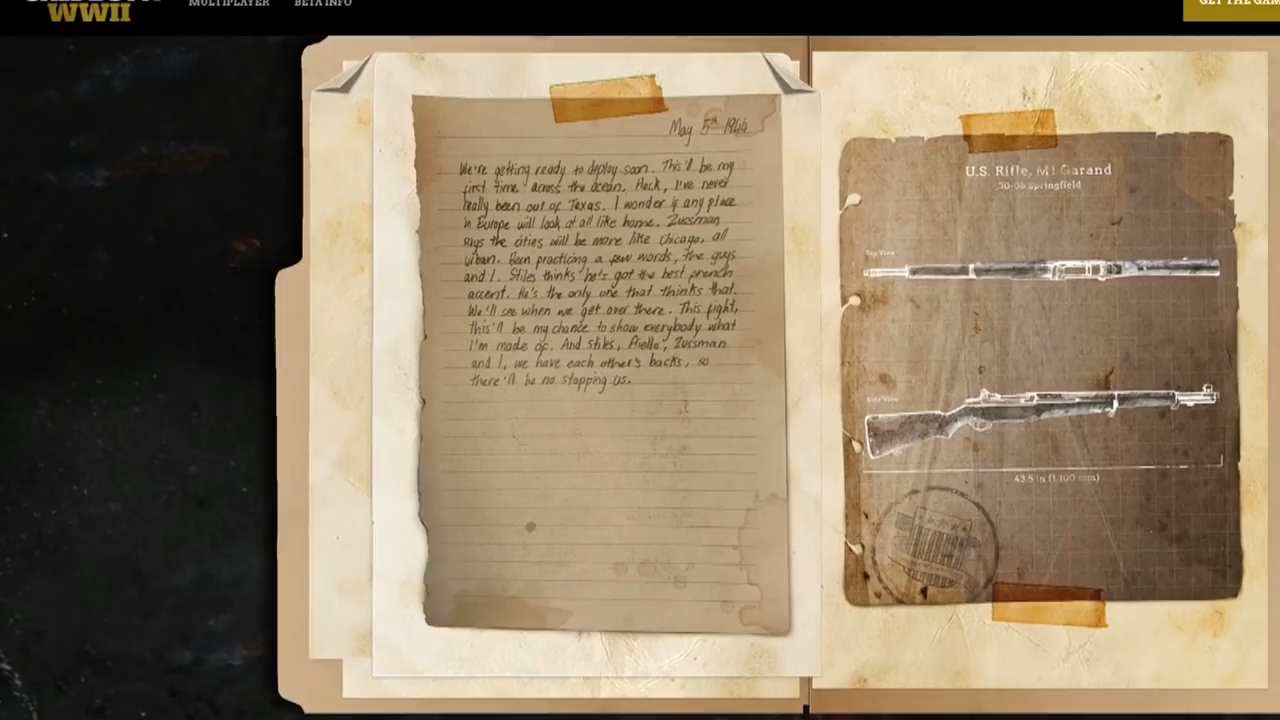 WWII
MULTIPLAYER
BETA INFO
GET THE GAM
May 5th 1944
We're getting ready to deploy soon. This'll be my
first time across the ocean. Heck, I've never
really been out of Texas. I wonder if any place
in Europe will look at all like home. Zussman
says the cities will be more like Chicago, all
urban. Been practicing a few words, the guys
and I. Stiles thinks he's got the best french
accent. He's the only one that thinks that.
We'll see when we get over there. This fight,
this'll be my chance to show everybody what
I'm made of. And Stiles, Aiello, Zussman
and I, we have each other's backs, so
there'll be no stopping us.
U.S. Rifle, M1 Garand
.30-06 Springfield
Top View
Side View
43.5 in (1,100 mm)